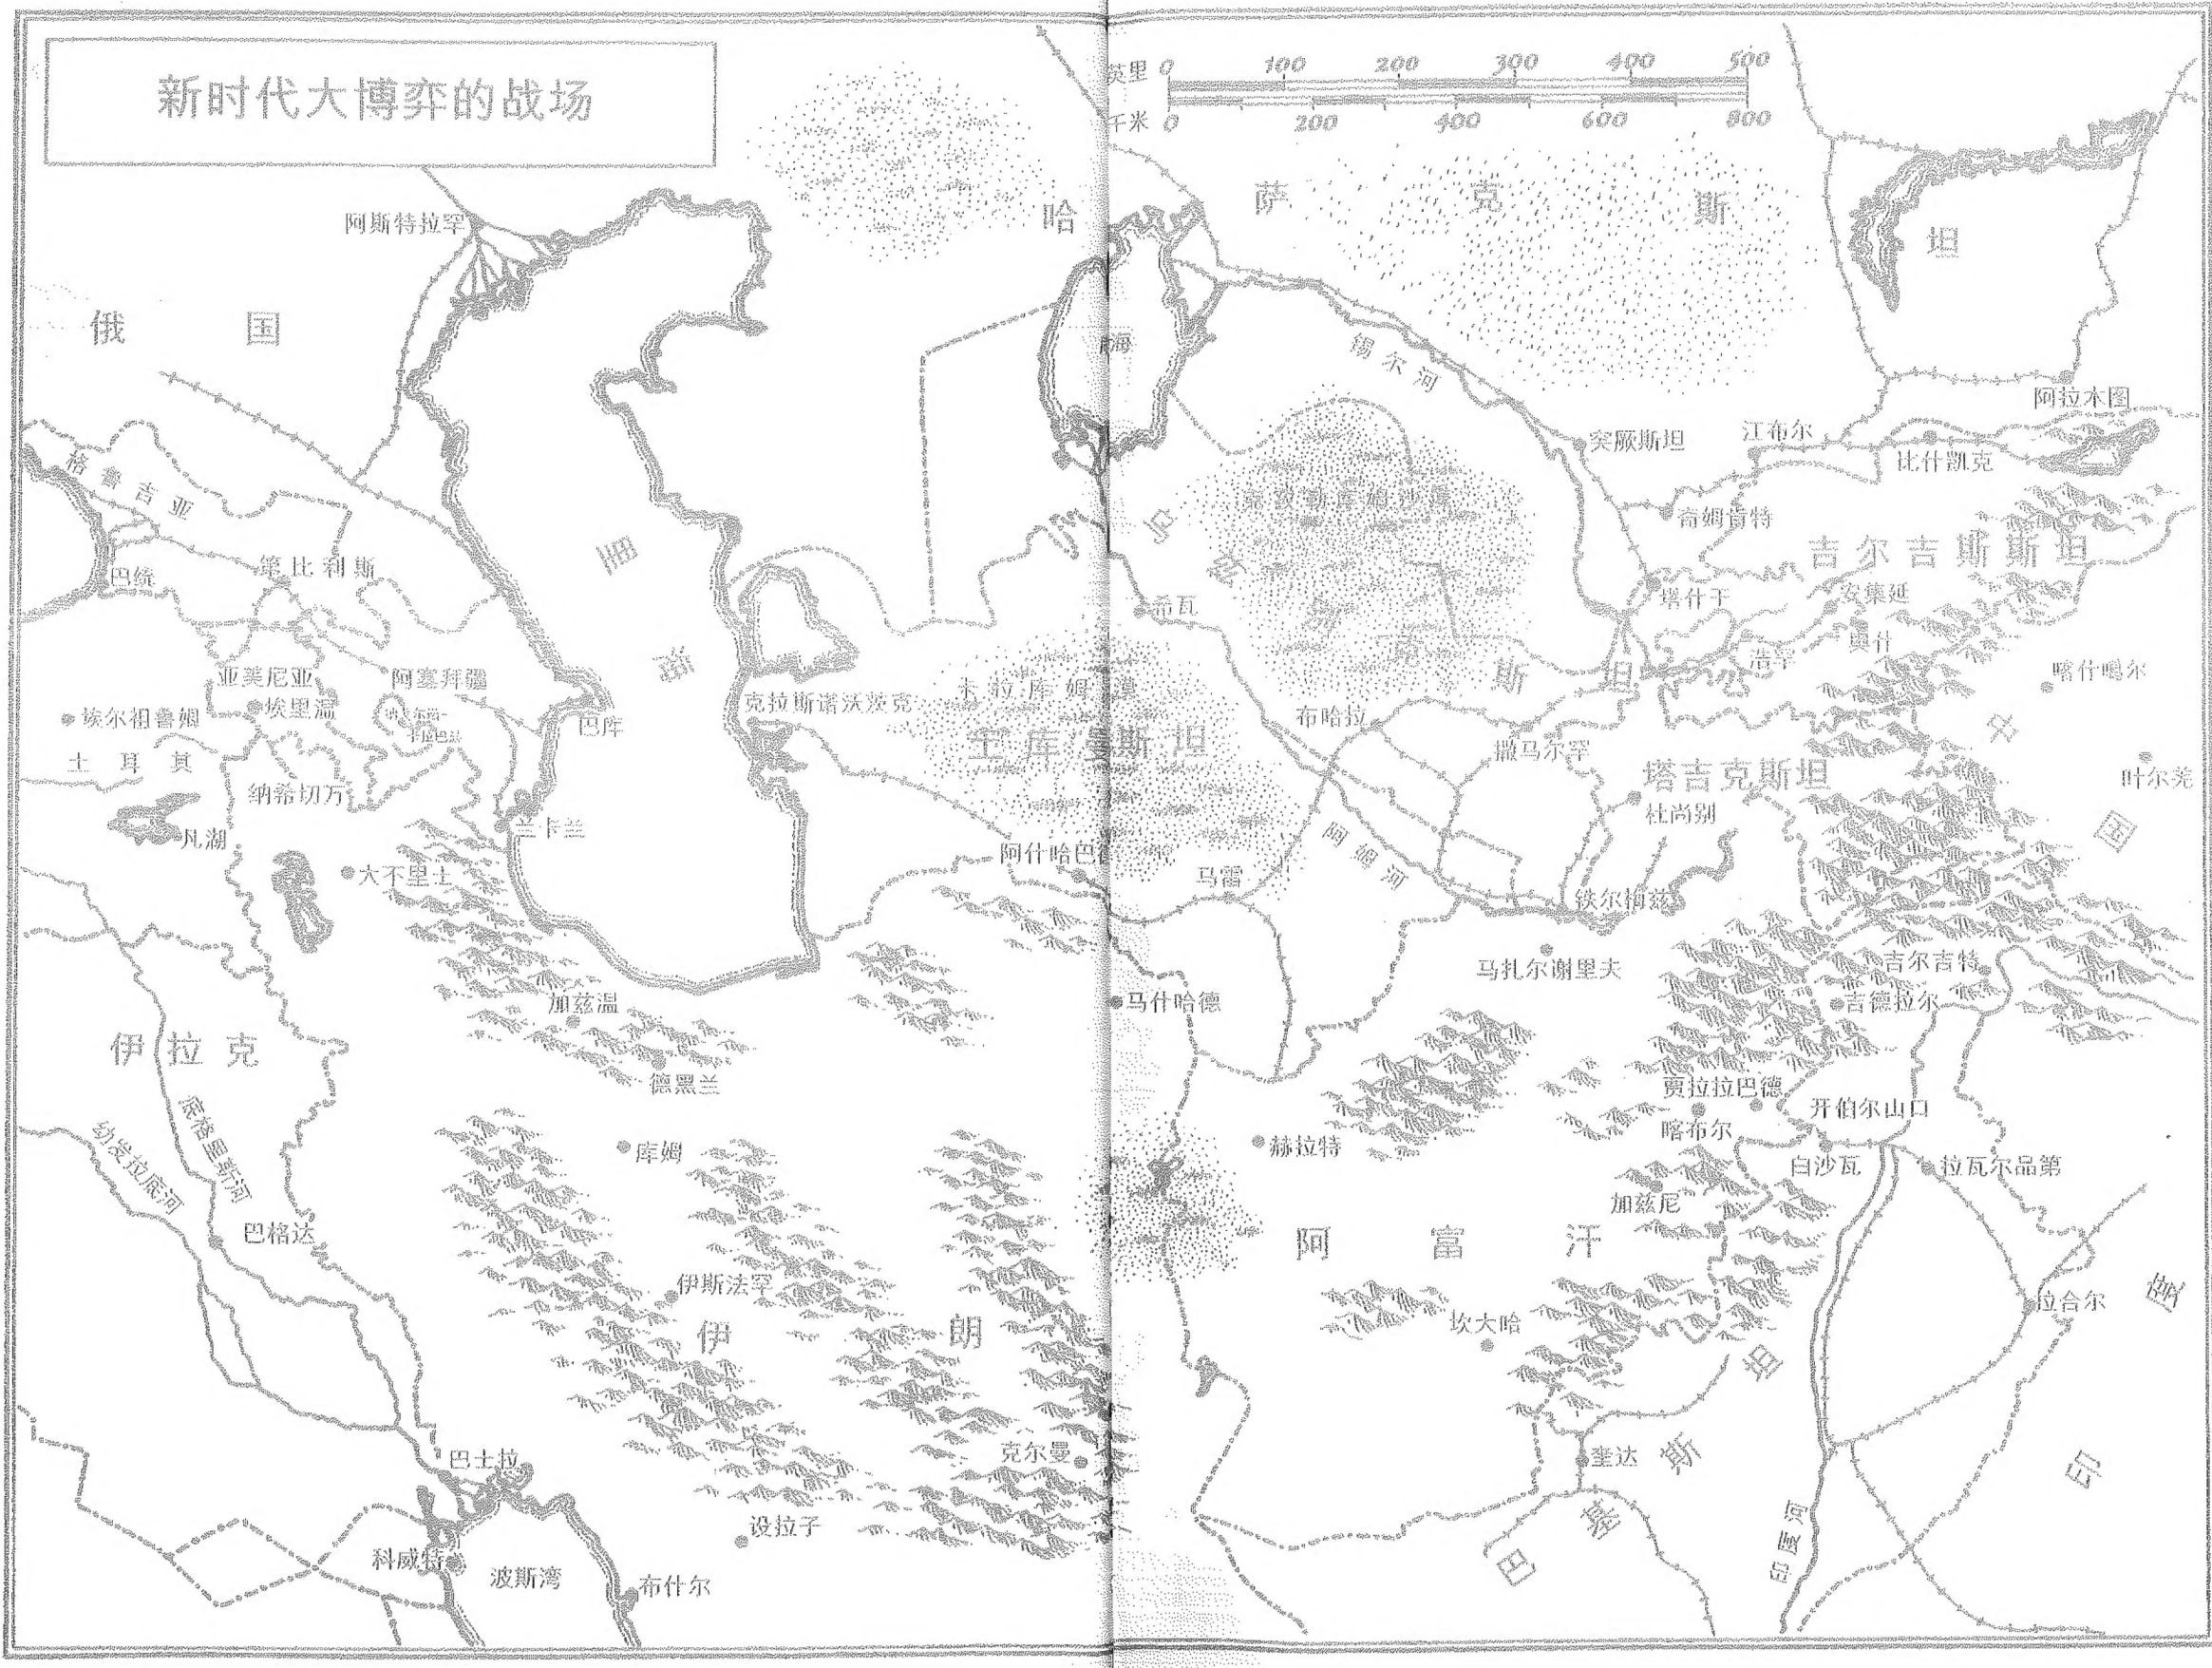 新时代大博弈的战场
英里 0 100 200 300 400 500
千米 0 200 400 600 800
哈萨克斯坦
阿斯特拉罕
俄国
海
锡尔河
阿拉木图
突厥斯坦
江布尔
比什凯克
格鲁吉亚
克孜勒库姆沙漠
奇姆肯特
吉尔吉斯斯坦
第比利斯
巴统
里海
希瓦
塔什干
安集延
奥什
浩罕
喀什噶尔
亚美尼亚
阿塞拜疆
埃里温
埃尔祖鲁姆
巴库
克拉斯诺沃茨克
卡拉库姆沙漠
土库曼斯坦
乌兹别克斯坦
布哈拉
撒马尔罕
土耳其
纳希切万
塔吉克斯坦
杜尚别
叶尔羌
中国
凡湖
兰卡兰
大不里士
阿什哈巴德
马雷
阿姆河
铁尔梅兹
马扎尔谢里夫
吉尔吉特
吉德拉尔
加兹温
马什哈德
伊拉克
德黑兰
底格里斯河
幼发拉底河
贾拉拉巴德
开伯尔山口
喀布尔
库姆
赫拉特
白沙瓦
拉瓦尔品第
加兹尼
巴格达
阿富汗
伊斯法罕
拉合尔
伊朗
坎大哈
印度
克尔曼
奎达
巴基斯坦
巴士拉
设拉子
科威特
波斯湾
布什尔
印度河